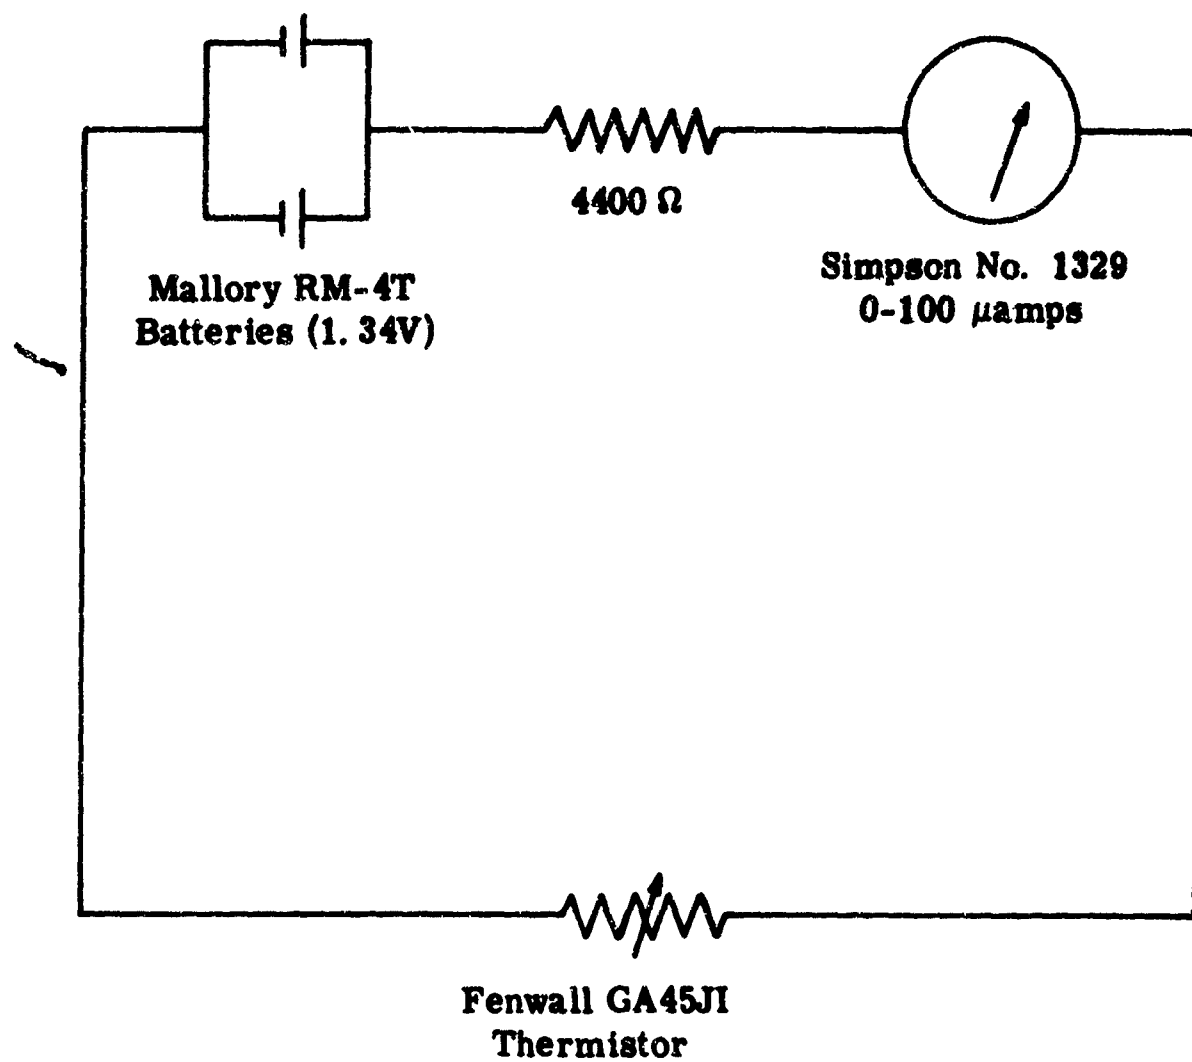 4400 Ω
Mallory RM-4T
Batteries (1.34V)
Simpson No. 1329
0-100 μamps
Fenwall GA45JI
Thermistor